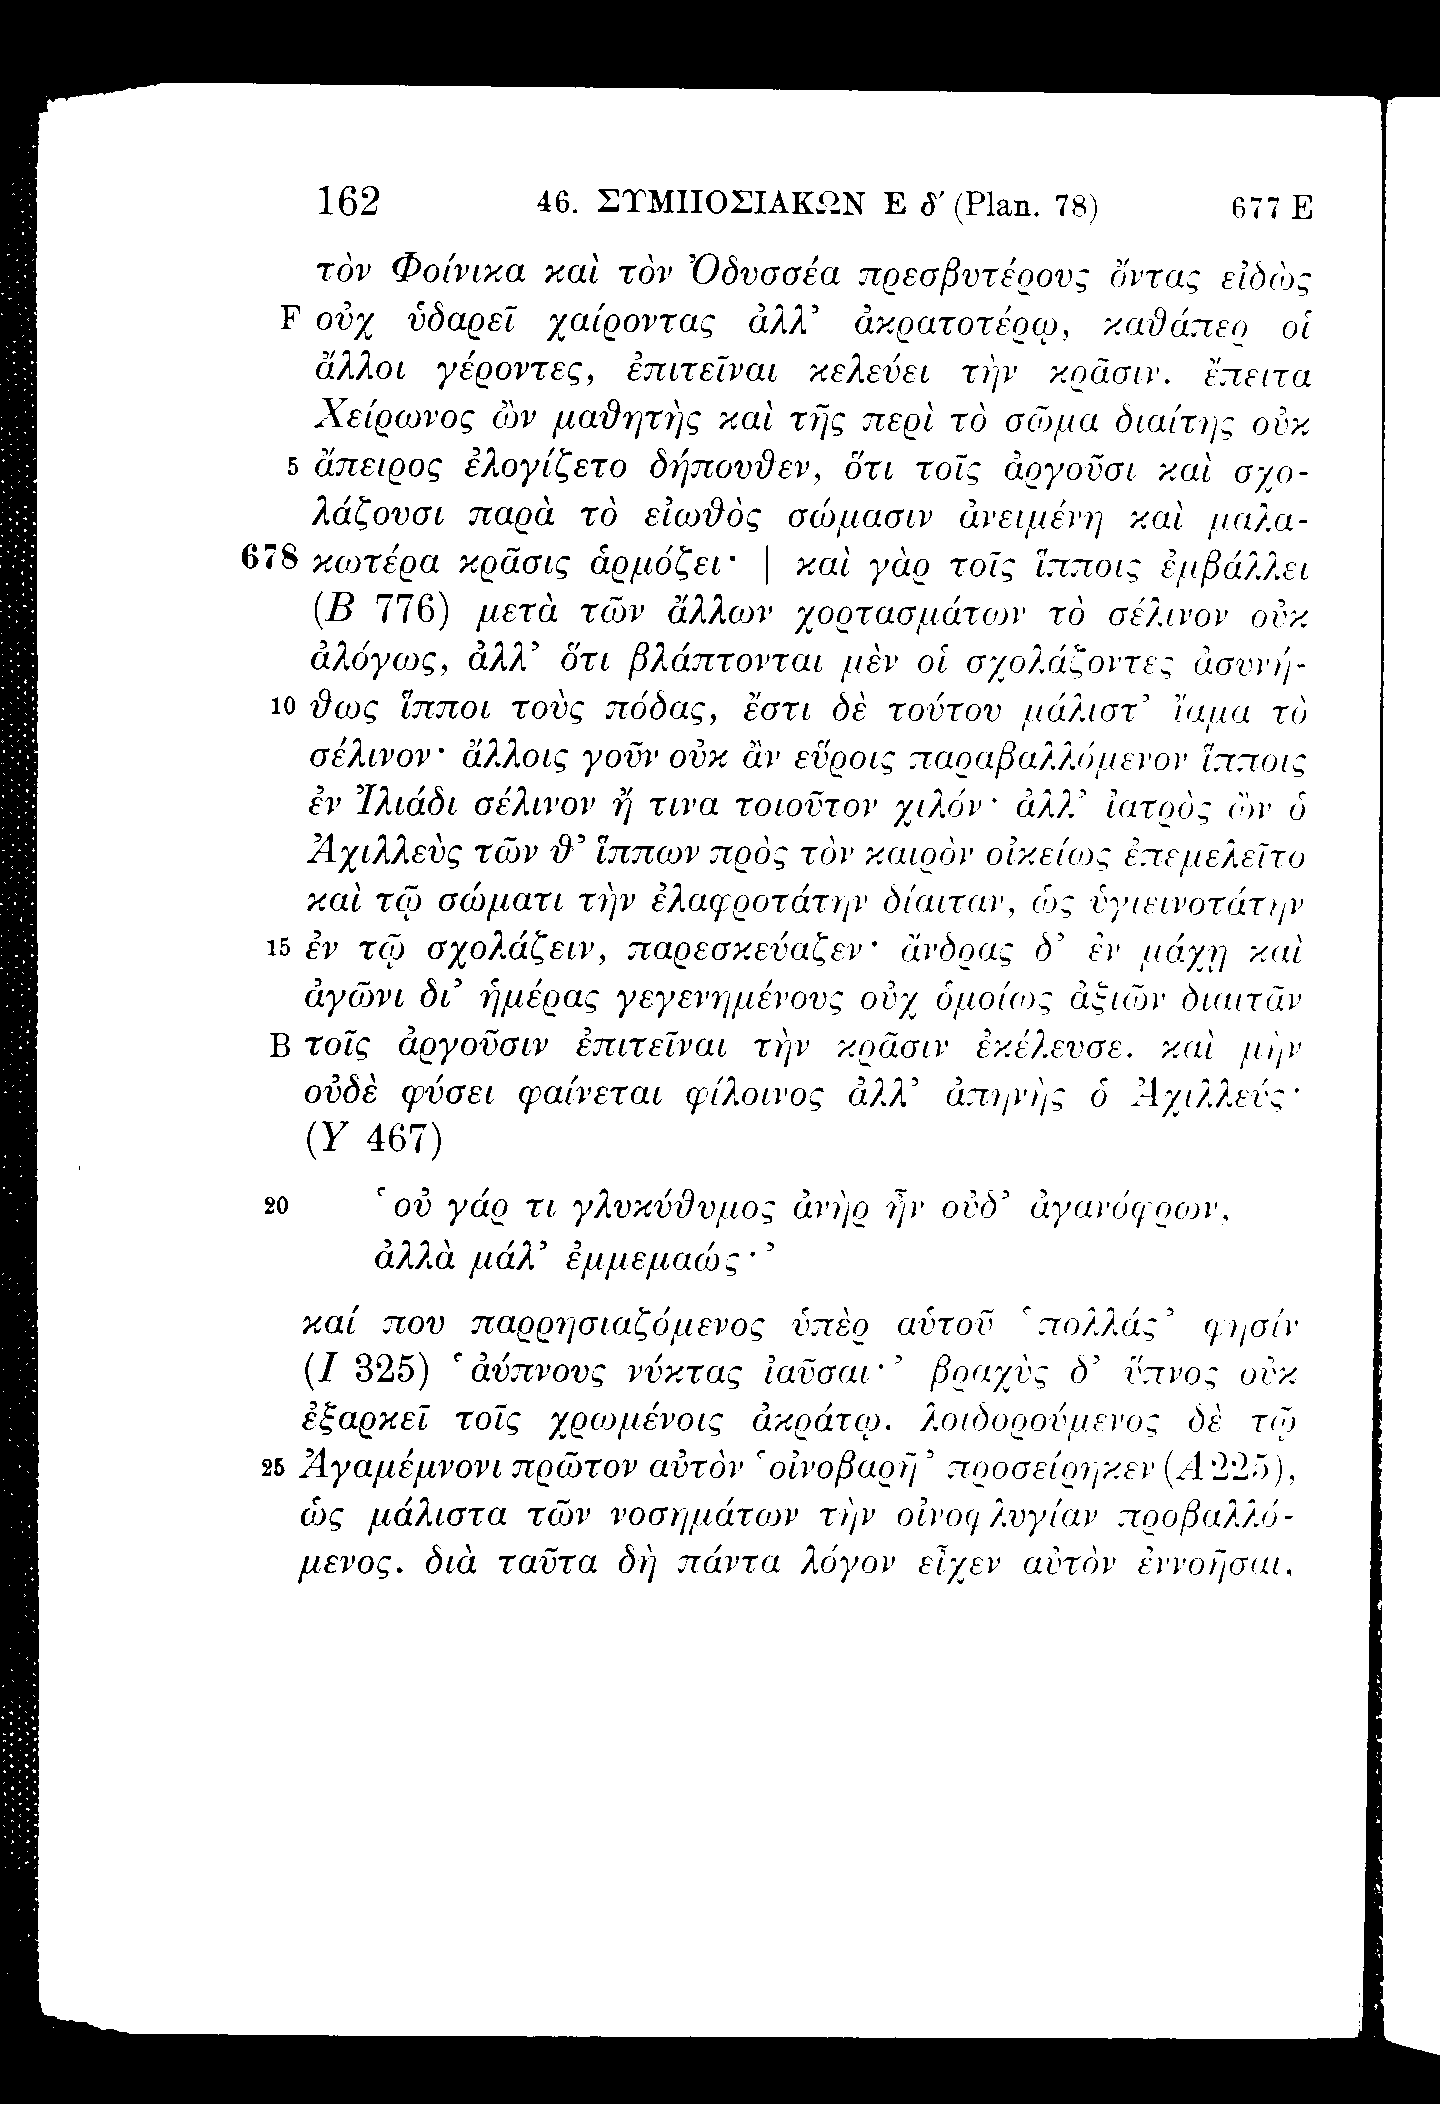 162 46. ΣΥΜΠΟΣΙΑΚΩΝ Ε δ′ (Plan. 78) 677 E
τὸν Φοίνικα καὶ τὸν Ὀδυσσέα πρεσβυτέρους ὄντας εἰδὼς
F οὐχ ὑδαρεῖ χαίροντας ἀλλ’ ἀκρατοτέρῳ, καθάπερ οἱ
ἄλλοι γέροντες, ἐπιτεῖναι κελεύει τὴν κρᾶσιν. ἔπειτα
Χείρωνος ὢν μαθητὴς καὶ τῆς περὶ τὸ σῶμα διαίτης οὐκ
5 ἄπειρος ἐλογίζετο δήπουθεν, ὅτι τοῖς ἀργοῦσι καὶ σχο-
λάζουσι παρὰ τὸ εἰωθὸς σώμασιν ἀνειμένη καὶ μαλα-
678 κωτέρα κρᾶσις ἁρμόζει· | καὶ γὰρ τοῖς ἵπποις ἐμβάλλει
(Β 776) μετὰ τῶν ἄλλων χορτασμάτων τὸ σέλινον οὐκ
ἀλόγως, ἀλλ’ ὅτι βλάπτονται μὲν οἱ σχολάζοντες ἀσυνή-
10 θως ἵπποι τοὺς πόδας, ἔστι δὲ τούτου μάλιστ’ ἴαμα τὸ
σέλινον· ἄλλοις γοῦν οὐκ ἂν εὕροις παραβαλλόμενον ἵπποις
ἐν Ἰλιάδι σέλινον ἤ τινα τοιοῦτον χιλόν· ἀλλ’ ἰατρὸς ὢν ὁ
Ἀχιλλεὺς τῶν θ’ ἵππων πρὸς τὸν καιρὸν οἰκείως ἐπεμελεῖτο
καὶ τῷ σώματι τὴν ἐλαφροτάτην δίαιταν, ὡς ὑγιεινοτάτην
15 ἐν τῷ σχολάζειν, παρεσκεύαζεν· ἄνδρας δ’ ἐν μάχῃ καὶ
ἀγῶνι δι’ ἡμέρας γεγενημένους οὐχ ὁμοίως ἀξιῶν διαιτᾶν
B τοῖς ἀργοῦσιν ἐπιτεῖναι τὴν κρᾶσιν ἐκέλευσε. καὶ μὴν
οὐδὲ φύσει φαίνεται φίλοινος ἀλλ’ ἀπηνὴς ὁ Ἀχιλλεύς·
(Υ 467)
20 ‘οὐ γάρ τι γλυκύθυμος ἀνὴρ ἦν οὐδ’ ἀγανόφρων,
ἀλλὰ μάλ’ ἐμμεμαώς·’
καί που παρρησιαζόμενος ὑπὲρ αὑτοῦ ‘πολλάς’ φησίν
(Ι 325) ‘ἀύπνους νύκτας ἰαῦσαι·’ βραχὺς δ’ ὕπνος οὐκ
ἐξαρκεῖ τοῖς χρωμένοις ἀκράτῳ. λοιδορούμενος δὲ τῷ
25 Ἀγαμέμνονι πρῶτον αὐτὸν ‘οἰνοβαρῆ’ προσείρηκεν (Α 225),
ὡς μάλιστα τῶν νοσημάτων τὴν οἰνοφλυγίαν προβαλλό-
μενος. διὰ ταῦτα δὴ πάντα λόγον εἶχεν αὐτὸν ἐννοῆσαι,